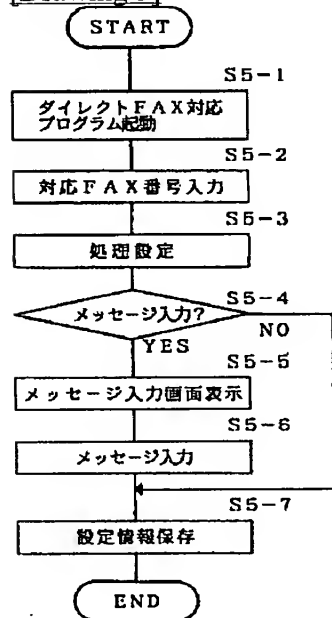 START
S5-1
ダイレクトFAX対応
プログラム起動
S5-2
対応FAX番号入力
S5-3
処理設定
S5-4
メッセージ入力?
NO
YES
S5-5
メッセージ入力画面表示
S5-6
メッセージ入力
S5-7
設定情報保存
END